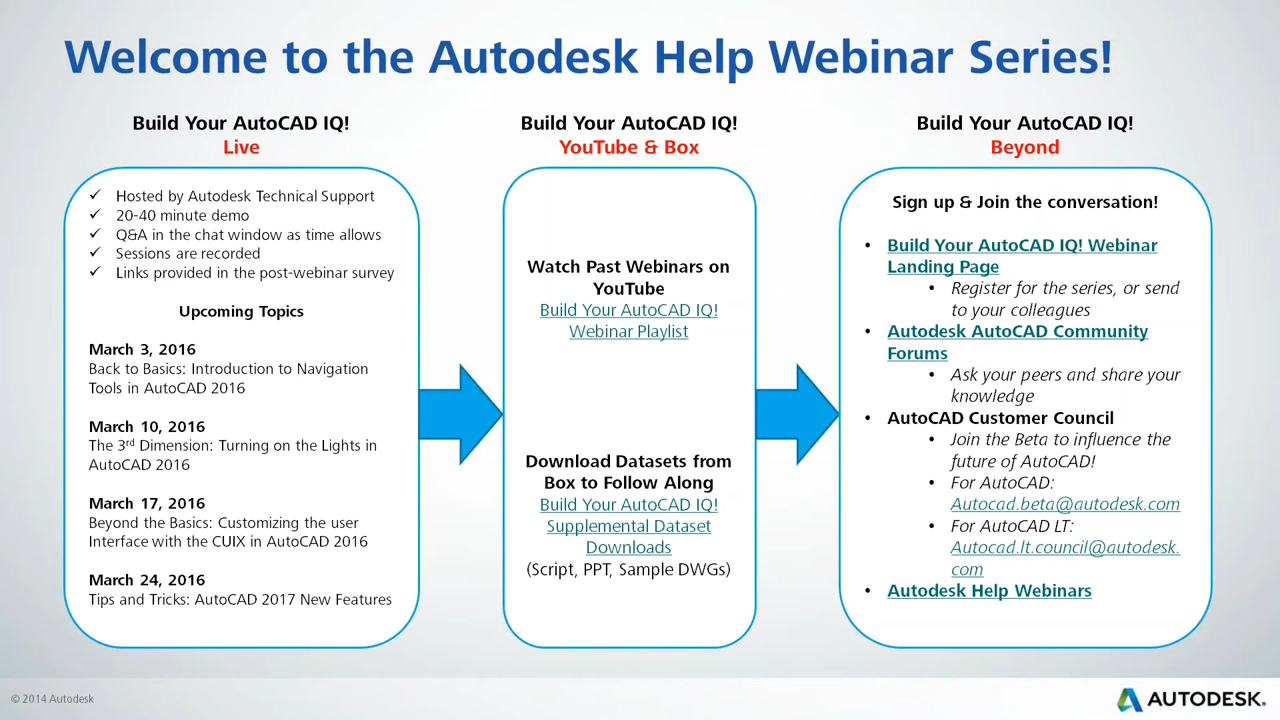 Welcome to the Autodesk Help Webinar Series!
Build Your AutoCAD IQ!
Live
✓ Hosted by Autodesk Technical Support
✓ 20-40 minute demo
✓ Q&A in the chat window as time allows
✓ Sessions are recorded
✓ Links provided in the post-webinar survey
Upcoming Topics
March 3, 2016
Back to Basics: Introduction to Navigation
Tools in AutoCAD 2016
March 10, 2016
The 3rd Dimension: Turning on the Lights in
AutoCAD 2016
March 17, 2016
Beyond the Basics: Customizing the user
Interface with the CUIX in AutoCAD 2016
March 24, 2016
Tips and Tricks: AutoCAD 2017 New Features
Build Your AutoCAD IQ!
YouTube & Box
Watch Past Webinars on
YouTube
Build Your AutoCAD IQ!
Webinar Playlist
Download Datasets from
Box to Follow Along
Build Your AutoCAD IQ!
Supplemental Dataset
Downloads
(Script, PPT, Sample DWGs)
Build Your AutoCAD IQ!
Beyond
Sign up & Join the conversation!
• Build Your AutoCAD IQ! Webinar
Landing Page
• Register for the series, or send
to your colleagues
• Autodesk AutoCAD Community
Forums
• Ask your peers and share your
knowledge
• AutoCAD Customer Council
• Join the Beta to influence the
future of AutoCAD!
• For AutoCAD:
Autocad.beta@autodesk.com
• For AutoCAD LT:
Autocad.lt.council@autodesk.
com
• Autodesk Help Webinars
© 2014 Autodesk
AUTODESK.